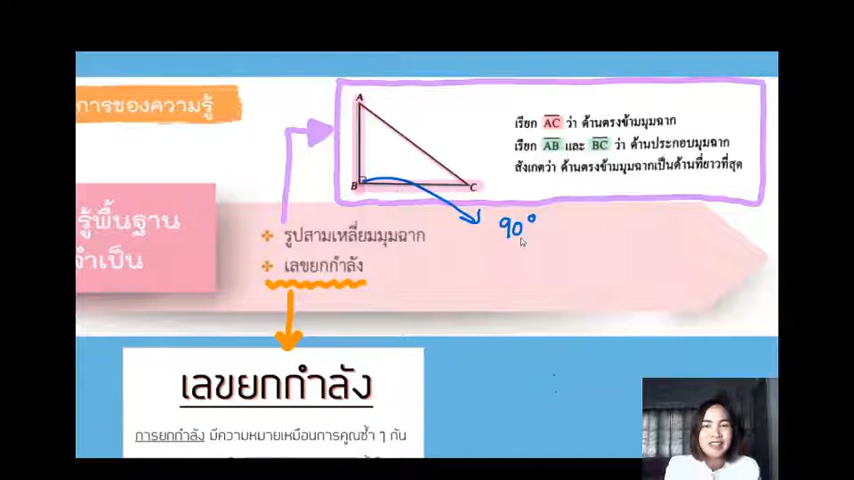 การของความรู้
A
B
C
เรียก AC ว่า ด้านตรงข้ามมุมฉาก
เรียก AB และ BC ว่า ด้านประกอบมุมฉาก
สังเกตว่า ด้านตรงข้ามมุมฉากเป็นด้านที่ยาวที่สุด
90°
รู้พื้นฐาน
จำเป็น
รูปสามเหลี่ยมมุมฉาก
เลขยกกำลัง
เลขยกกำลัง
การยกกำลัง มีความหมายเหมือนการคูณซ้ำ ๆ กัน